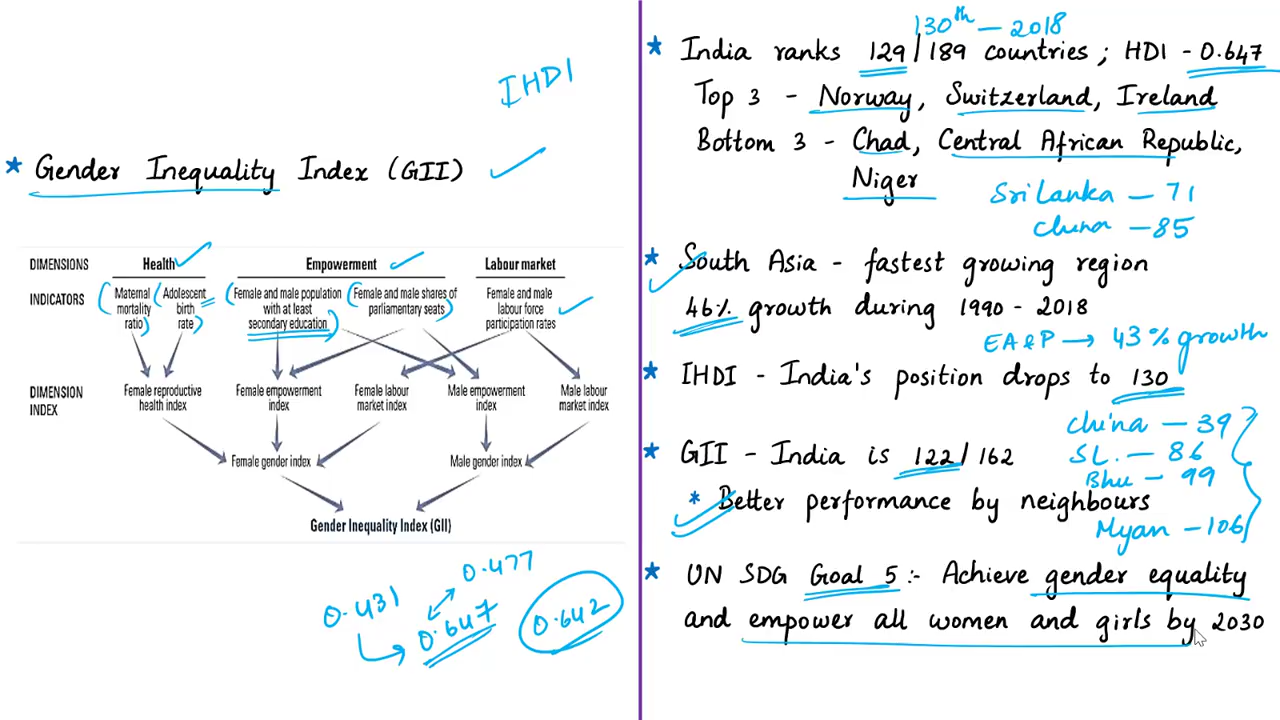 IHDI
* Gender Inequality Index (GII)
DIMENSIONS Health Empowerment Labour market
INDICATORS Maternal mortality ratio Adolescent birth rate Female and male population with at least secondary education Female and male shares of parliamentary seats Female and male labour force participation rates
DIMENSION INDEX Female reproductive health index Female empowerment index Female labour market index Male empowerment index Male labour market index
Female gender index Male gender index
Gender Inequality Index (GII)
0.477
0.431
0.647
0.642
130th — 2018
* India ranks 129/189 countries ; HDI - 0.647
Top 3 - Norway, Switzerland, Ireland
Bottom 3 - Chad, Central African Republic,
Niger
Sri Lanka — 71
China — 85
* South Asia - fastest growing region
46% growth during 1990 - 2018
EA&P → 43% growth
* IHDI - India's position drops to 130
China — 39
* GII - India is 122/162
SL. — 86
Bhu — 99
* Better performance by neighbours
Myan — 106
* UN SDG Goal 5 :- Achieve gender equality
and empower all women and girls by 2030